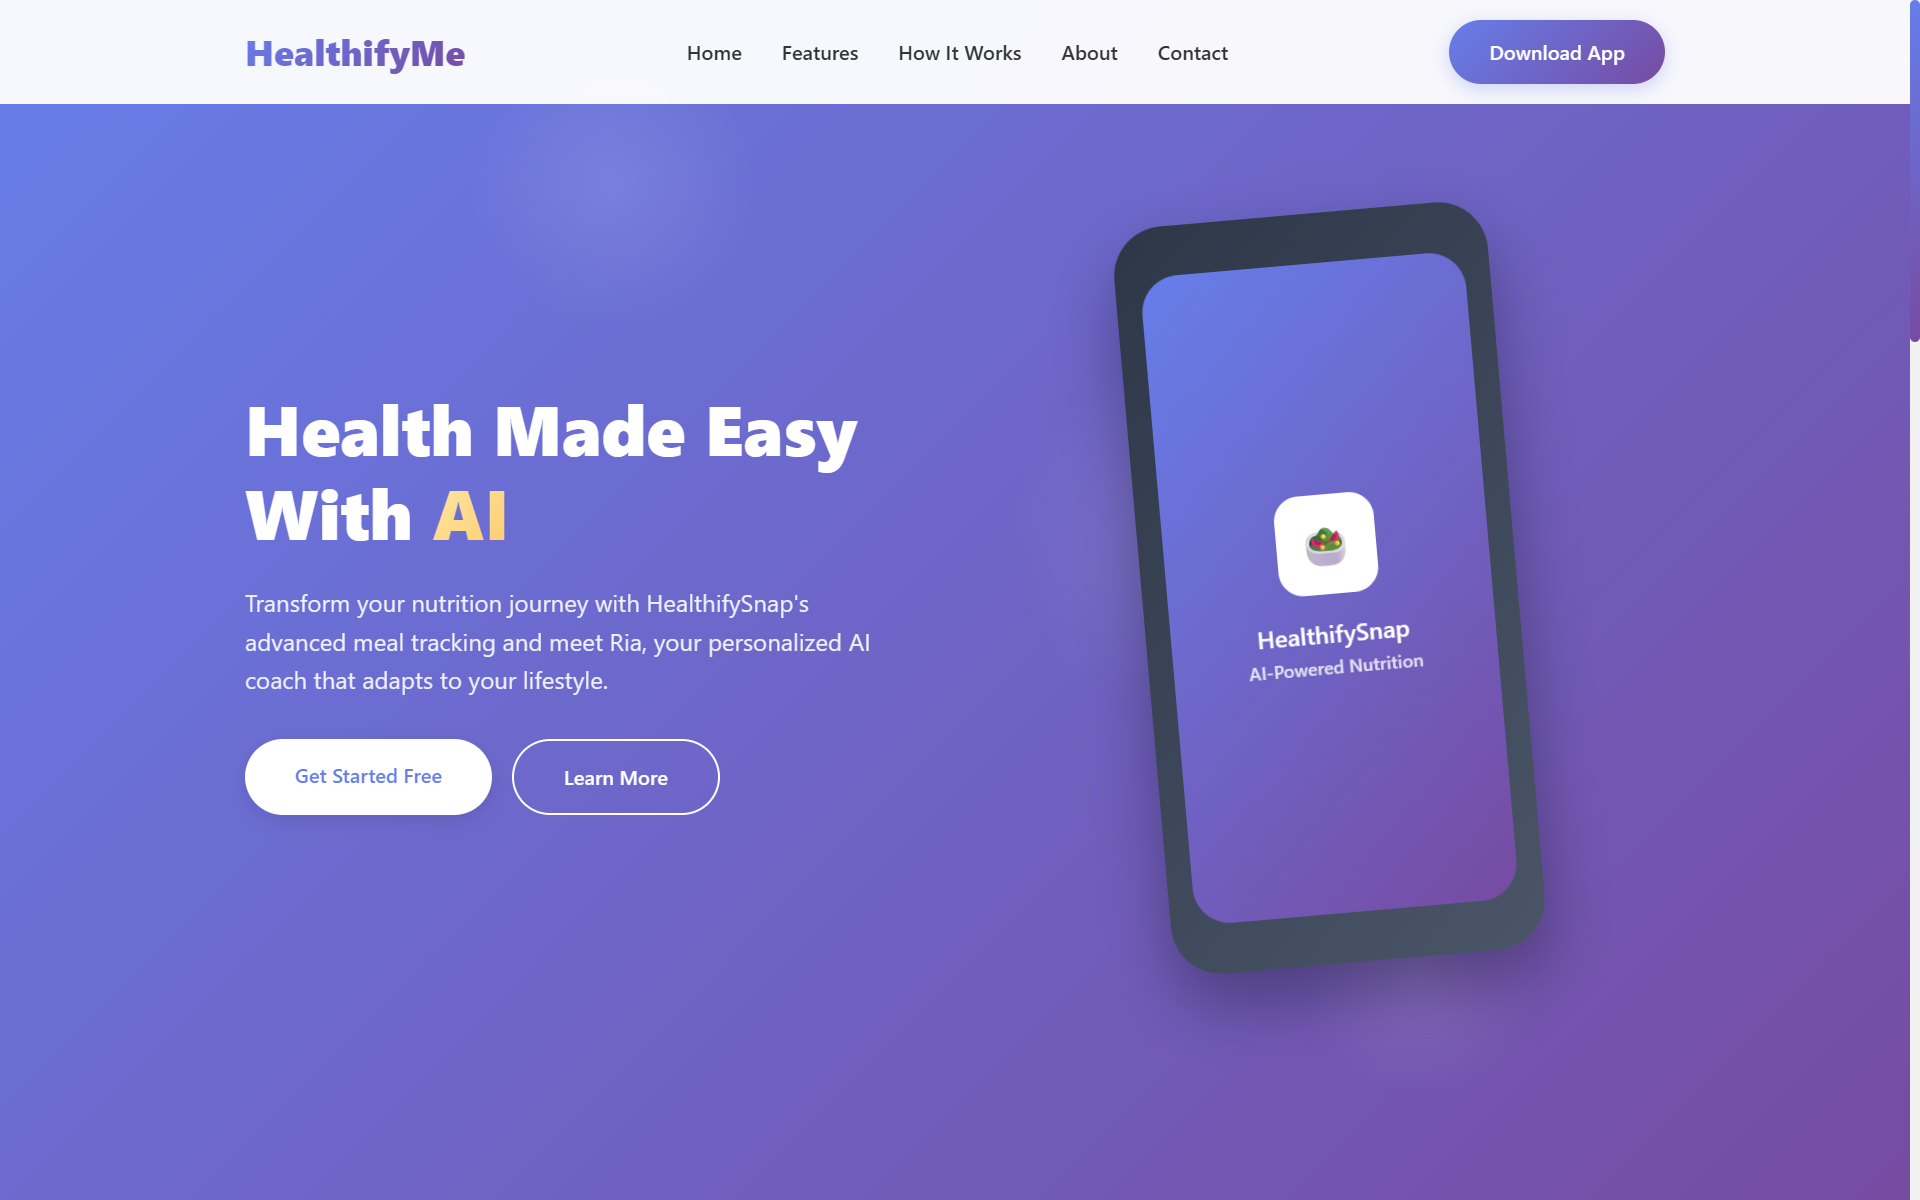 HealthifyMe
Home
Features
How It Works
About
Contact
Download App
Health Made Easy
With AI
Transform your nutrition journey with HealthifySnap's
advanced meal tracking and meet Ria, your personalized AI
coach that adapts to your lifestyle.
Get Started Free
Learn More
HealthifySnap
AI-Powered Nutrition